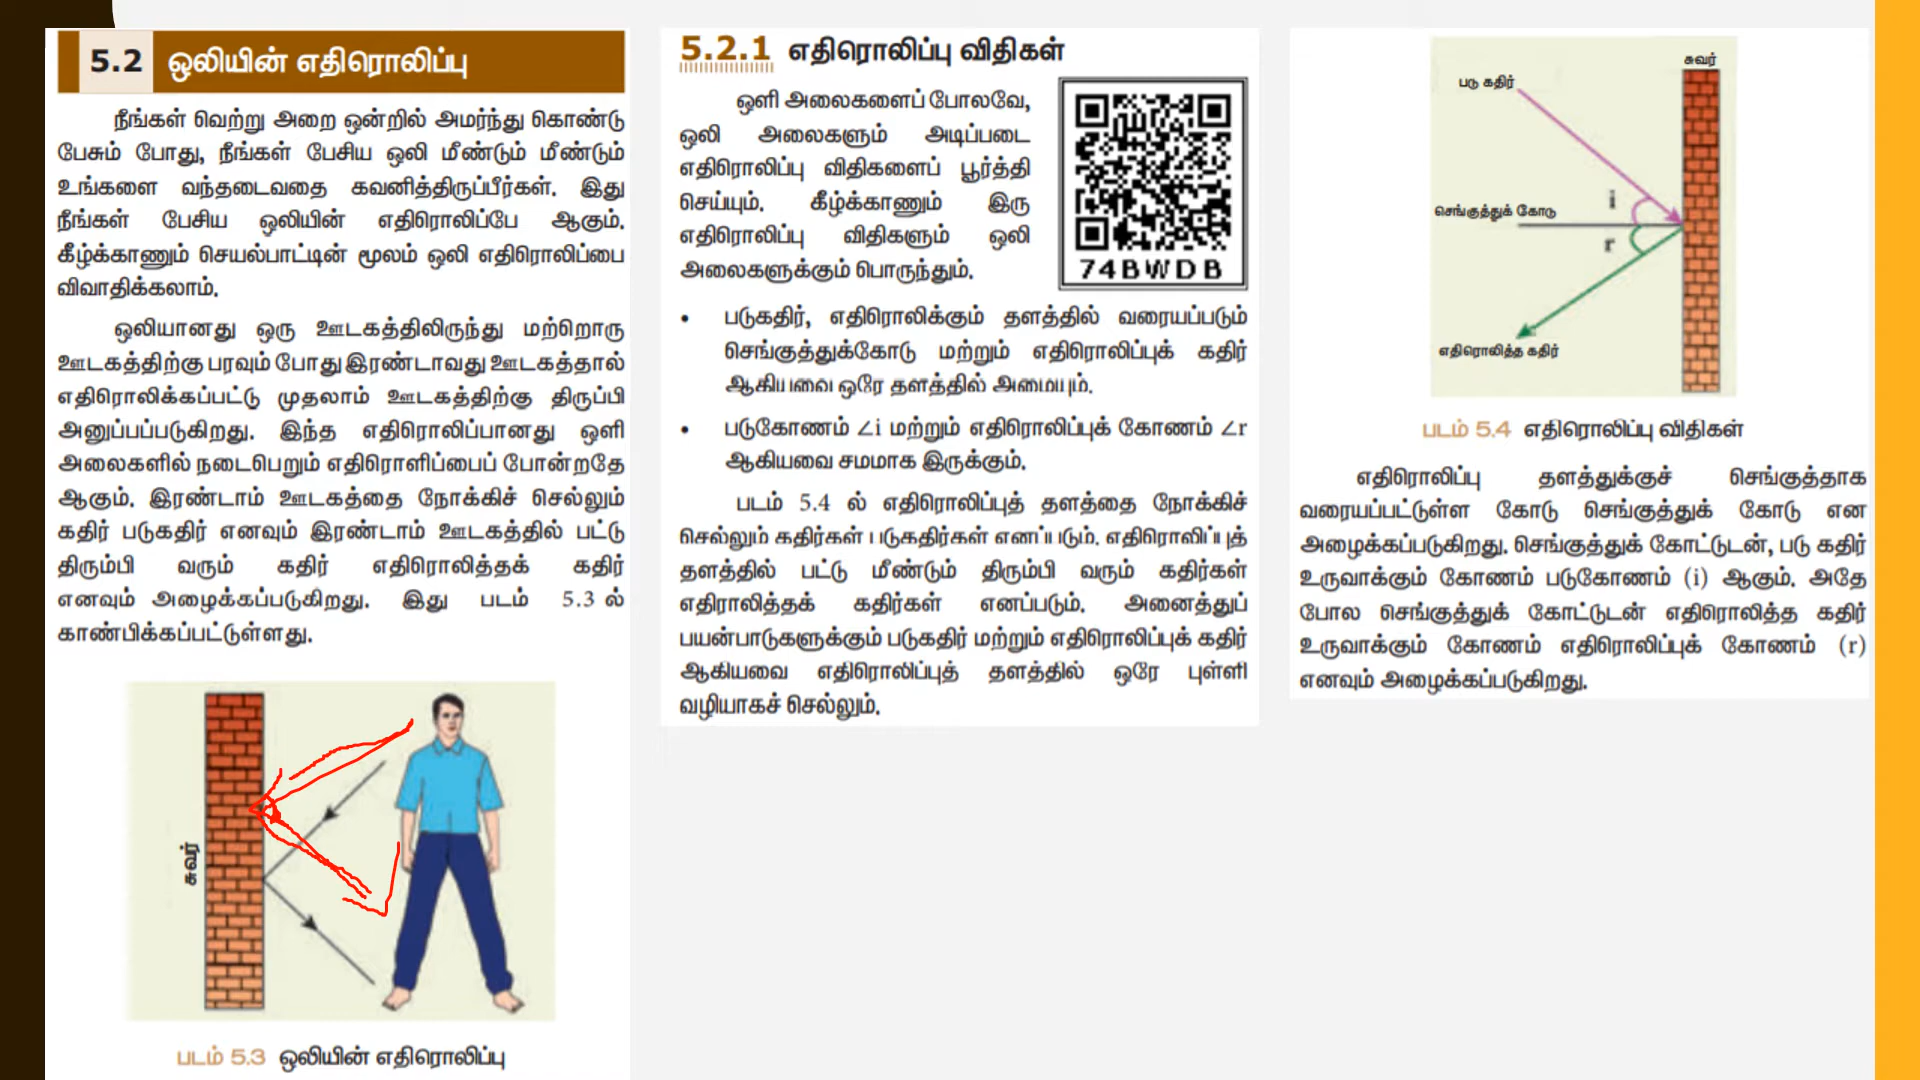 5.2 ஒலியின் எதிரொலிப்பு
நீங்கள் வெற்று அறை ஒன்றில் அமர்ந்து கொண்டு
பேசும் போது, நீங்கள் பேசிய ஒலி மீண்டும் மீண்டும்
உங்களை வந்தடைவதை கவனித்திருப்பீர்கள். இது
நீங்கள் பேசிய ஒலியின் எதிரொலிப்பே ஆகும்.
கீழ்க்காணும் செயல்பாட்டின் மூலம் ஒலி எதிரொலிப்பை
விவாதிக்கலாம்.
ஒலியானது ஒரு ஊடகத்திலிருந்து மற்றொரு
ஊடகத்திற்கு பரவும் போது இரண்டாவது ஊடகத்தால்
எதிரொலிக்கப்பட்டு முதலாம் ஊடகத்திற்கு திருப்பி
அனுப்பப்படுகிறது. இந்த எதிரொலிப்பானது ஒளி
அலைகளில் நடைபெறும் எதிரொளிப்பைப் போன்றதே
ஆகும். இரண்டாம் ஊடகத்தை நோக்கிச் செல்லும்
கதிர் படுகதிர் எனவும் இரண்டாம் ஊடகத்தில் பட்டு
திரும்பி வரும் கதிர் எதிரொலித்தக் கதிர்
எனவும் அழைக்கப்படுகிறது. இது படம் 5.3 ல்
காண்பிக்கப்பட்டுள்ளது.
சுவர்
படம் 5.3 ஒலியின் எதிரொலிப்பு
5.2.1 எதிரொலிப்பு விதிகள்
ஒளி அலைகளைப் போலவே,
ஒலி அலைகளும் அடிப்படை
எதிரொலிப்பு விதிகளைப் பூர்த்தி
செய்யும். கீழ்க்காணும் இரு
எதிரொலிப்பு விதிகளும் ஒலி
அலைகளுக்கும் பொருந்தும்.
74BWDB
• படுகதிர், எதிரொலிக்கும் தளத்தில் வரையப்படும்
செங்குத்துக்கோடு மற்றும் எதிரொலிப்புக் கதிர்
ஆகியவை ஒரே தளத்தில் அமையும்.
• படுகோணம் ∠i மற்றும் எதிரொலிப்புக் கோணம் ∠r
ஆகியவை சமமாக இருக்கும்.
படம் 5.4 ல் எதிரொலிப்புத் தளத்தை நோக்கிச்
செல்லும் கதிர்கள் படுகதிர்கள் எனப்படும். எதிரொலிப்புத்
தளத்தில் பட்டு மீண்டும் திரும்பி வரும் கதிர்கள்
எதிராலித்தக் கதிர்கள் எனப்படும். அனைத்துப்
பயன்பாடுகளுக்கும் படுகதிர் மற்றும் எதிரொலிப்புக் கதிர்
ஆகியவை எதிரொலிப்புத் தளத்தில் ஒரே புள்ளி
வழியாகச் செல்லும்.
சுவர்
படு கதிர்
i
செங்குத்துக் கோடு
r
எதிரொலித்த கதிர்
படம் 5.4 எதிரொலிப்பு விதிகள்
எதிரொலிப்பு தளத்துக்குச் செங்குத்தாக
வரையப்பட்டுள்ள கோடு செங்குத்துக் கோடு என
அழைக்கப்படுகிறது. செங்குத்துக் கோட்டுடன், படு கதிர்
உருவாக்கும் கோணம் படுகோணம் (i) ஆகும். அதே
போல செங்குத்துக் கோட்டுடன் எதிரொலித்த கதிர்
உருவாக்கும் கோணம் எதிரொலிப்புக் கோணம் (r)
எனவும் அழைக்கப்படுகிறது.